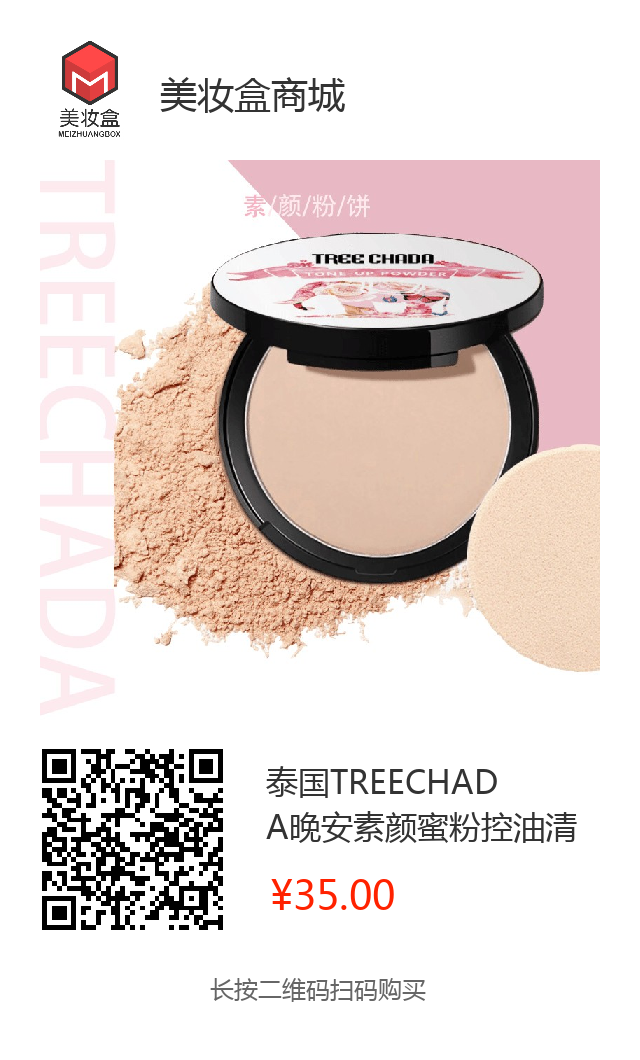 美妆盒
MEIZHUANGBOX
美妆盒商城
TREECHADA
素/颜/粉/饼
TREE CHADA
TONE UP POWDER
泰国TREECHAD
A晚安素颜蜜粉控油清
¥35.00
长按二维码扫码购买